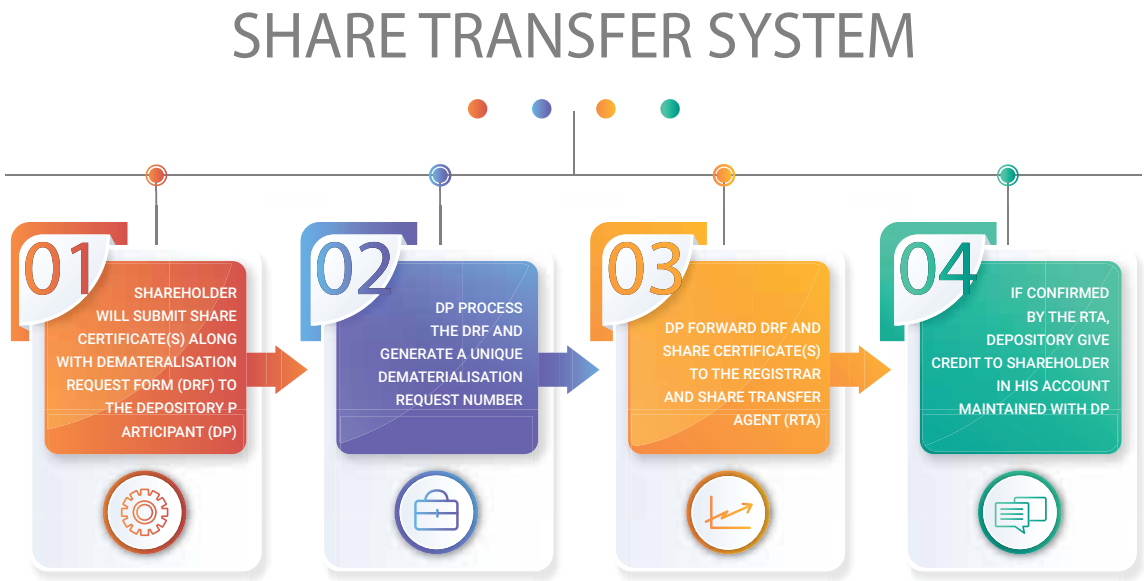 SHARE TRANSFER SYSTEM
01
SHAREHOLDER
WILL SUBMIT SHARE
CERTIFICATE(S) ALONG
WITH DEMATERALISATION
REQUEST FORM (DRF) TO
THE DEPOSITORY P
ARTICIPANT (DP)
02
DP PROCESS
THE DRF AND
GENERATE A UNIQUE
DEMATERIALISATION
REQUEST NUMBER
03
DP FORWARD DRF AND
SHARE CERTIFICATE(S)
TO THE REGISTRAR
AND SHARE TRANSFER
AGENT (RTA)
04
IF CONFIRMED
BY THE RTA,
DEPOSITORY GIVE
CREDIT TO SHAREHOLDER
IN HIS ACCOUNT
MAINTAINED WITH DP